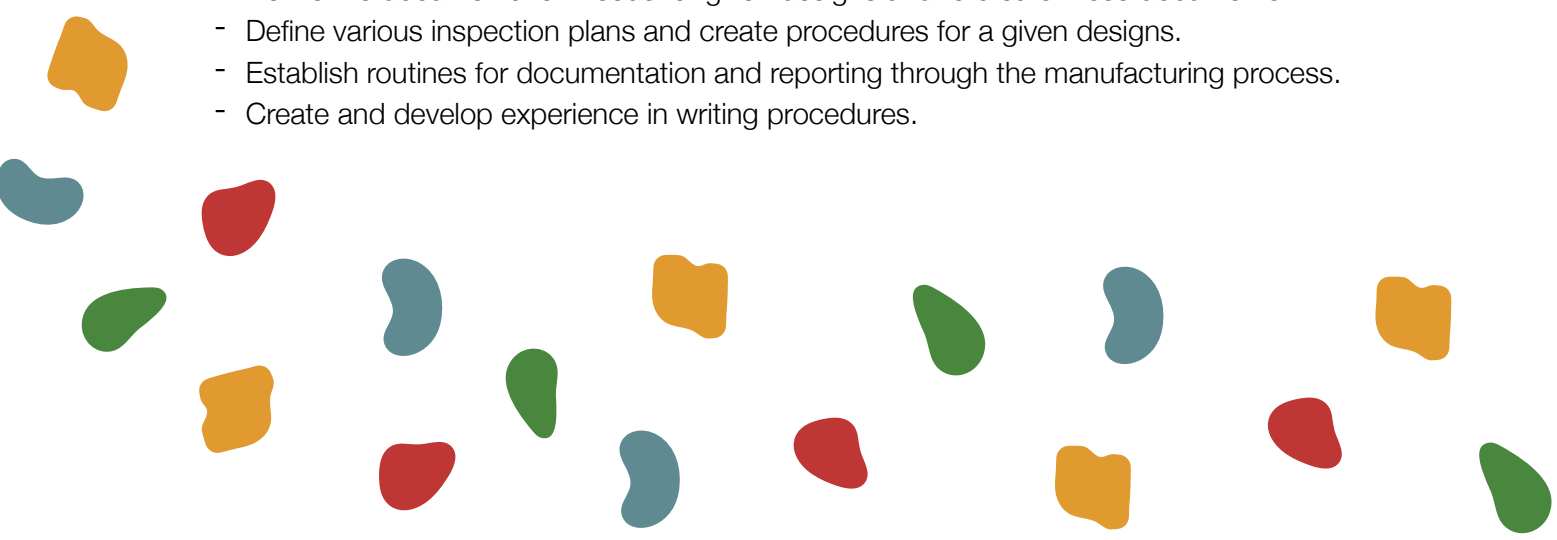 - Define various inspection plans and create procedures for a given designs.
- Establish routines for documentation and reporting through the manufacturing process.
- Create and develop experience in writing procedures.